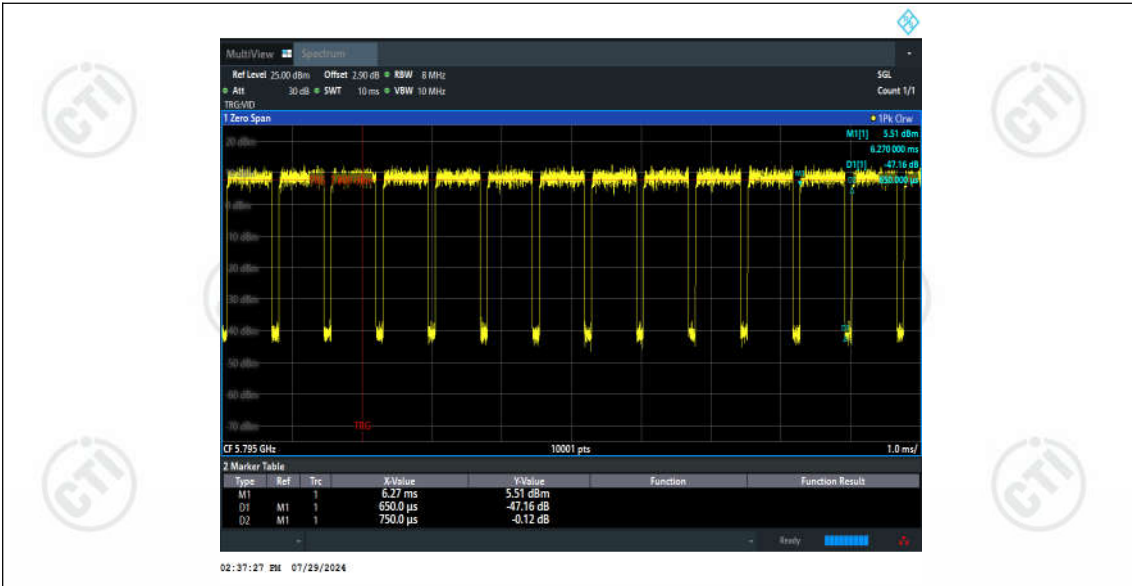 MultiView Spectrum
Ref Level 25.00 dBm Offset 2.90 dB RBW 8 MHz SGL
Att 30 dB SWT 10 ms VBW 10 MHz Count 1/1
TRG:VID
1 Zero Span 1Pk Clrw
M1[1] 5.51 dBm
20 dBm
6.270 000 ms
D1[1] -47.16 dB
650.000 µs
M1
0 dBm
-10 dBm
-20 dBm
-30 dBm
-40 dBm
-50 dBm
-60 dBm
-70 dBm
TRG
CF 5.795 GHz 10001 pts 1.0 ms/
2 Marker Table
Type Ref Trc X-Value Y-Value Function Function Result
M1 1 6.27 ms 5.51 dBm
D1 M1 1 650.0 µs -47.16 dB
D2 M1 1 750.0 µs -0.12 dB
Ready
02:37:27 PM 07/29/2024
CTI
CTI
CTI
CTI